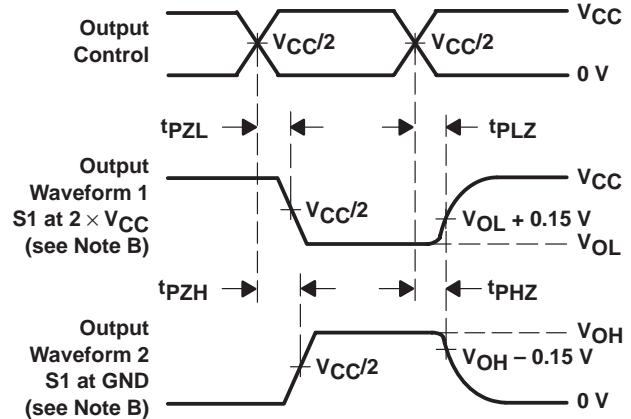 Output
Control
VCC/2
VCC/2
VCC
0 V
tPZL
tPLZ
Output
Waveform 1
S1 at 2 × VCC
(see Note B)
VCC/2
VCC
VOL + 0.15 V
VOL
tPZH
tPHZ
Output
Waveform 2
S1 at GND
(see Note B)
VCC/2
VOH
VOH – 0.15 V
0 V